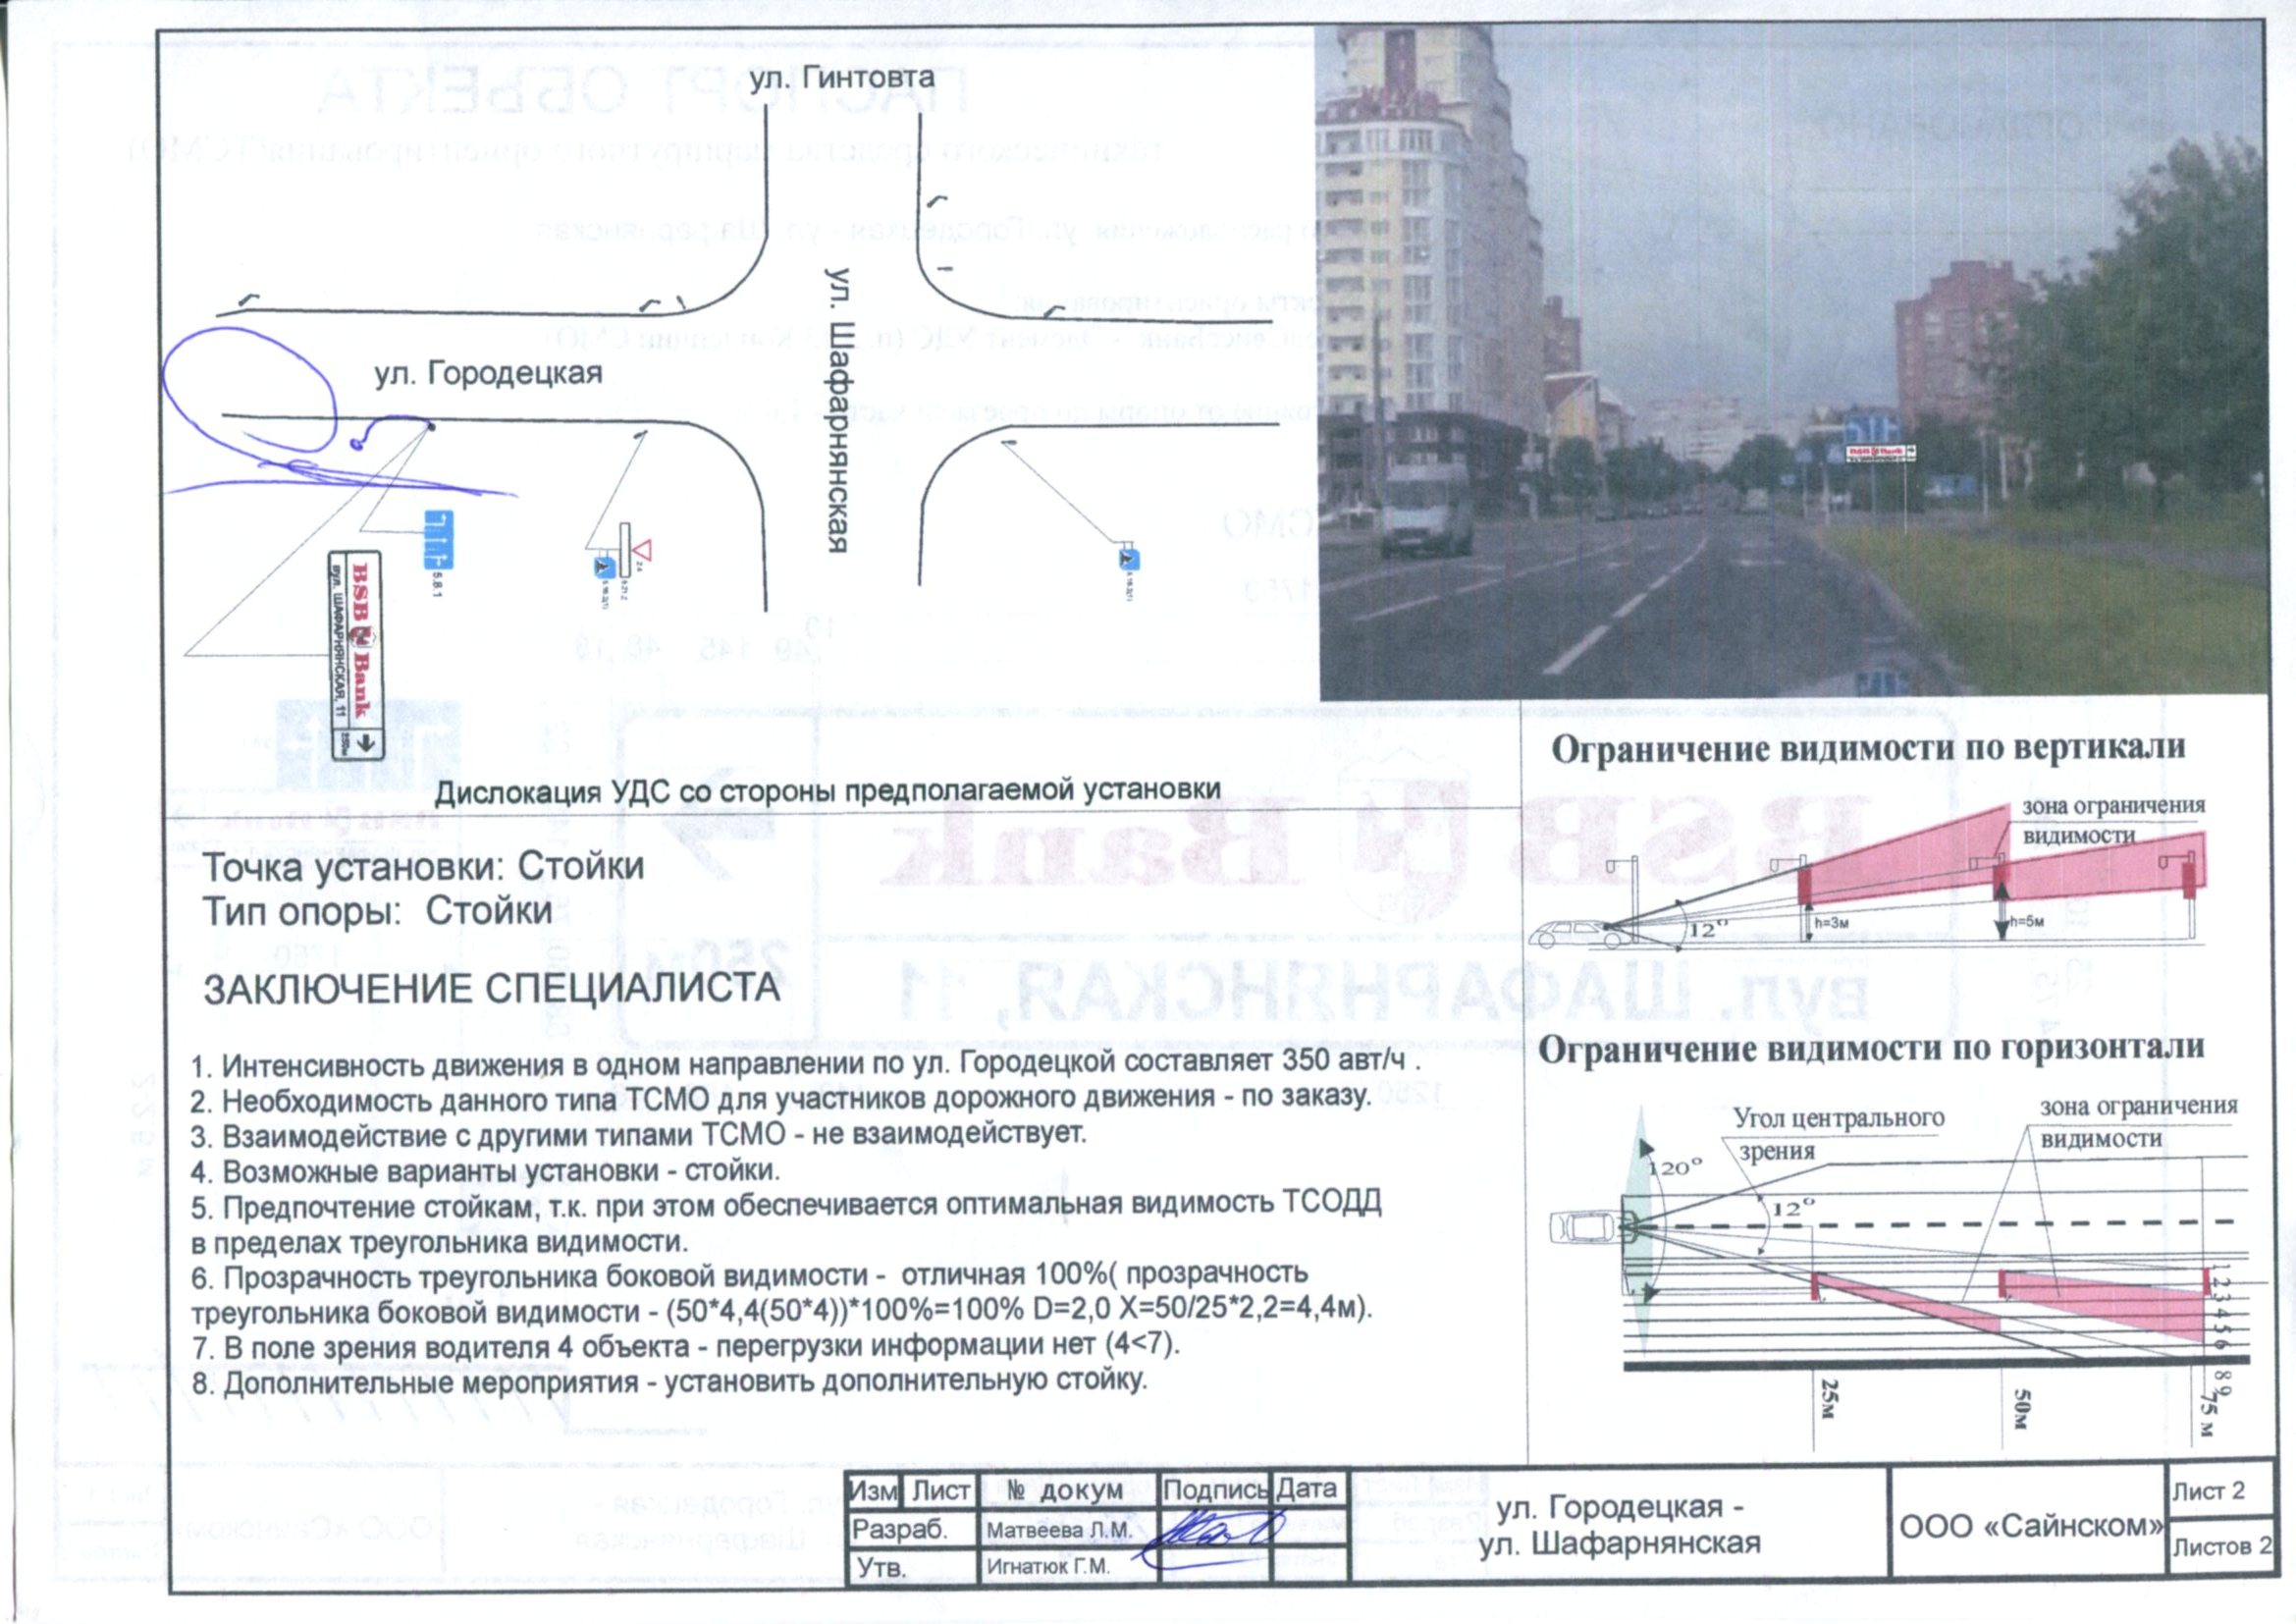 ул. Гинтовта
ул. Шафарнянская
ул. Городецкая
5.8.1
2.4
BSB Bank
вул. ШАФАРНЯНСКАЯ, 11
250м
Дислокация УДС со стороны предполагаемой установки
Точка установки: Стойки
Тип опоры: Стойки
ЗАКЛЮЧЕНИЕ СПЕЦИАЛИСТА
1. Интенсивность движения в одном направлении по ул. Городецкой составляет 350 авт/ч .
2. Необходимость данного типа ТСМО для участников дорожного движения - по заказу.
3. Взаимодействие с другими типами ТСМО - не взаимодействует.
4. Возможные варианты установки - стойки.
5. Предпочтение стойкам, т.к. при этом обеспечивается оптимальная видимость ТСОДД
в пределах треугольника видимости.
6. Прозрачность треугольника боковой видимости - отличная 100%( прозрачность
треугольника боковой видимости - (50*4,4(50*4))*100%=100% D=2,0 X=50/25*2,2=4,4м).
7. В поле зрения водителя 4 объекта - перегрузки информации нет (4<7).
8. Дополнительные мероприятия - установить дополнительную стойку.
Ограничение видимости по вертикали
зона ограничения
видимости
12°
h=3м
h=5м
Ограничение видимости по горизонтали
Угол центрального
зрения
зона ограничения
видимости
120°
12°
1 2 3 4 5 6 8 9
25м
50м
75 м
Изм Лист № докум Подпись Дата
Разраб. Матвеева Л.М.
Утв. Игнатюк Г.М.
ул. Городецкая -
ул. Шафарнянская
ООО «Сайнском»
Лист 2
Листов 2